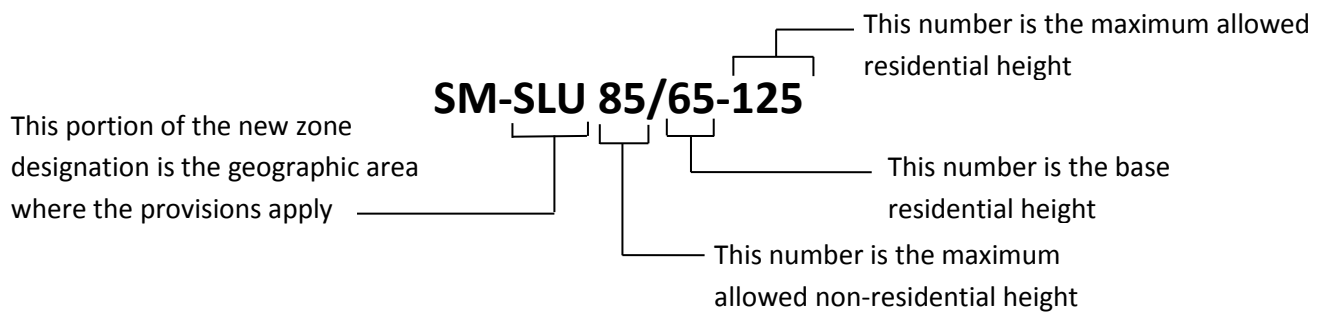 This number is the maximum allowed
residential height
SM-SLU 85/65-125
This portion of the new zone
designation is the geographic area
where the provisions apply
This number is the base
residential height
This number is the maximum
allowed non-residential height